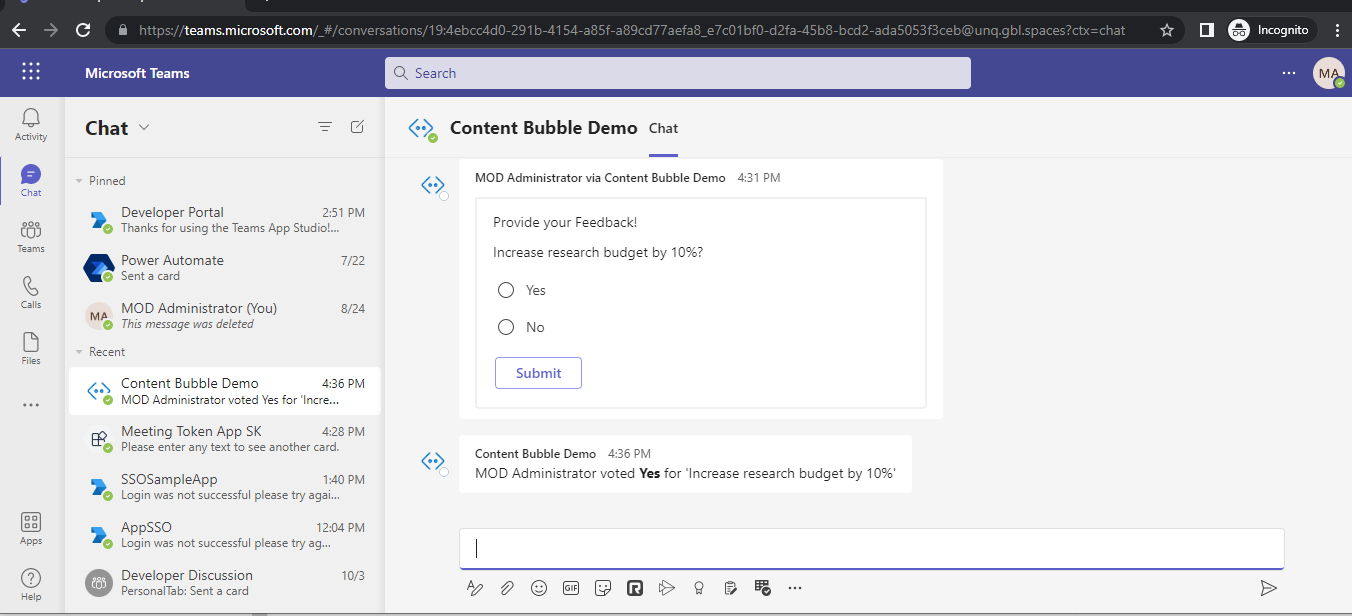 https://teams.microsoft.com/_#/conversations/19:4ebcc4d0-291b-4154-a85f-a89cd77aefa8_e7c01bf0-d2fa-45b8-bcd2-ada5053f3ceb@unq.gbl.spaces?ctx=chat
Incognito
Microsoft Teams
Search
MA
Activity
Chat
Teams
Calls
Files
Apps
Help
Chat
Pinned
Developer Portal 2:51 PM
Thanks for using the Teams App Studio!...
Power Automate 7/22
Sent a card
MA
MOD Administrator (You) 8/24
This message was deleted
Recent
Content Bubble Demo 4:36 PM
MOD Administrator voted Yes for 'Incre...
Meeting Token App SK 4:28 PM
Please enter any text to see another card.
SSOSampleApp 1:40 PM
Login was not successful please try agai...
AppSSO 12:04 PM
Login was not successful please try ag...
Developer Discussion 10/3
PersonalTab: Sent a card
Content Bubble Demo Chat
MOD Administrator via Content Bubble Demo 4:31 PM
Provide your Feedback!
Increase research budget by 10%?
Yes
No
Submit
Content Bubble Demo 4:36 PM
MOD Administrator voted Yes for 'Increase research budget by 10%'
GIF